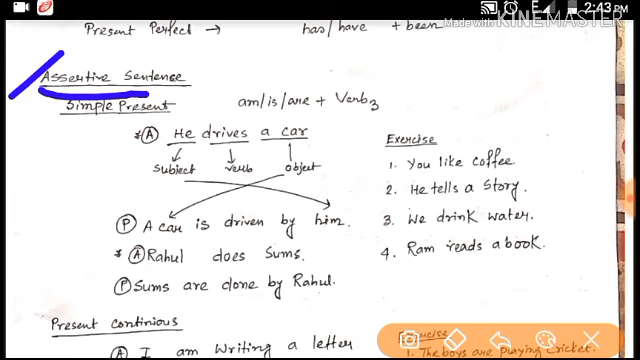 Made with KINEMASTER
2:43 PM
Present Perfect → has/have + been
Assertive Sentence
Simple Present
am/is/are + Verb3
* Ⓐ He drives a car
Subject verb object
Ⓟ A car is driven by him.
* Ⓐ Rahul does Sums.
Ⓟ Sums are done by Rahul.
Exercise
1. You like coffee.
2. He tells a Story.
3. We drink water.
4. Ram reads a book.
Present Continious
Ⓐ I am writing a letter
Exercise
1. The boys are playing Cricket